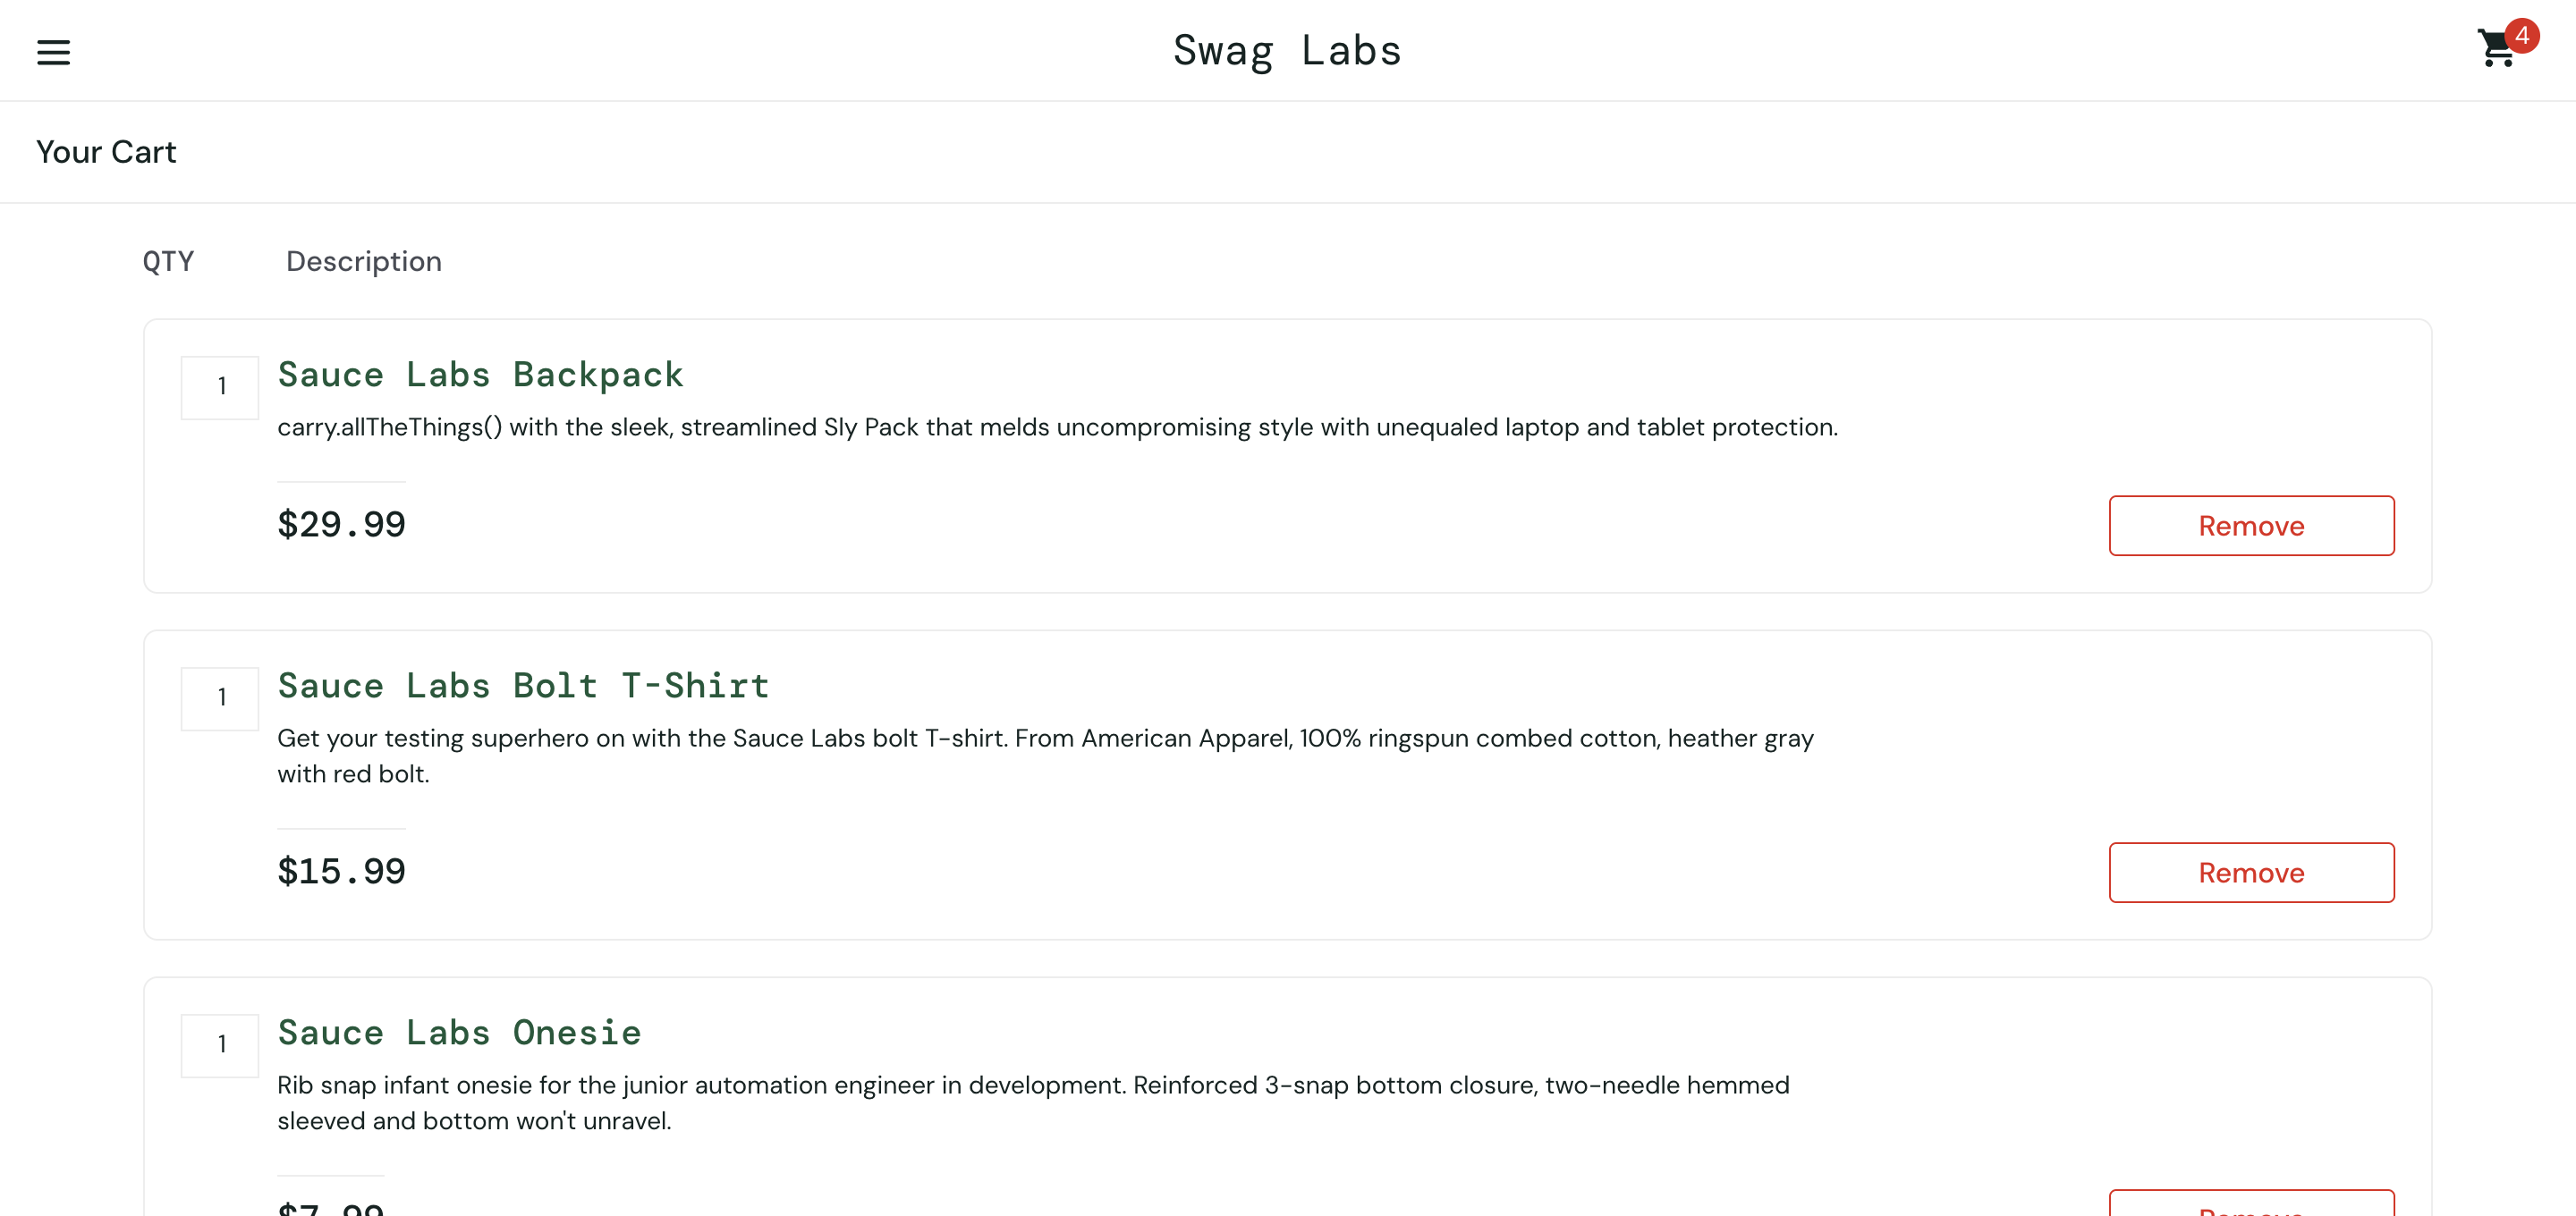 Swag Labs
4
Your Cart
QTY Description
1
Sauce Labs Backpack
carry.allTheThings() with the sleek, streamlined Sly Pack that melds uncompromising style with unequaled laptop and tablet protection.
$29.99
Remove
1
Sauce Labs Bolt T-Shirt
Get your testing superhero on with the Sauce Labs bolt T-shirt. From American Apparel, 100% ringspun combed cotton, heather gray
with red bolt.
$15.99
Remove
1
Sauce Labs Onesie
Rib snap infant onesie for the junior automation engineer in development. Reinforced 3-snap bottom closure, two-needle hemmed
sleeved and bottom won't unravel.
$7.99
Remove